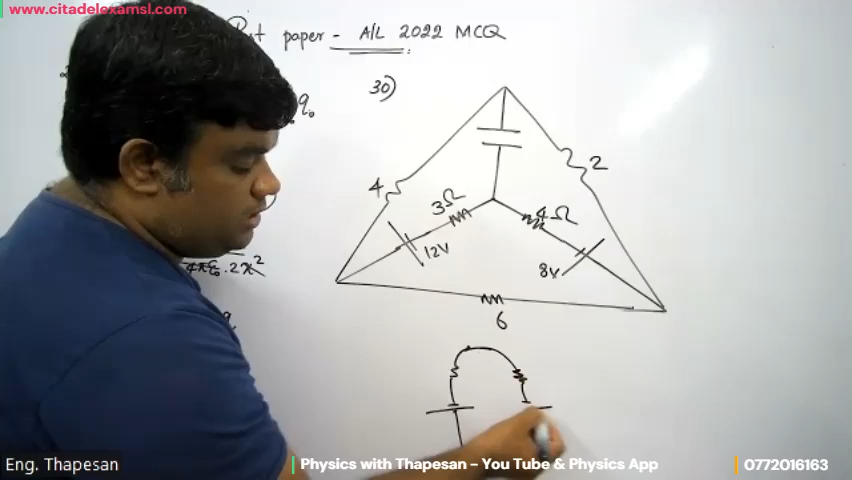 www.citadelexamsl.com
paper - A/L 2022 MCQ
30)
q₀
4
2
3Ω
4Ω
12V
8V
6
4πε₀ . 2x²
Eng. Thapesan
Physics with Thapesan – You Tube & Physics App
0772016163